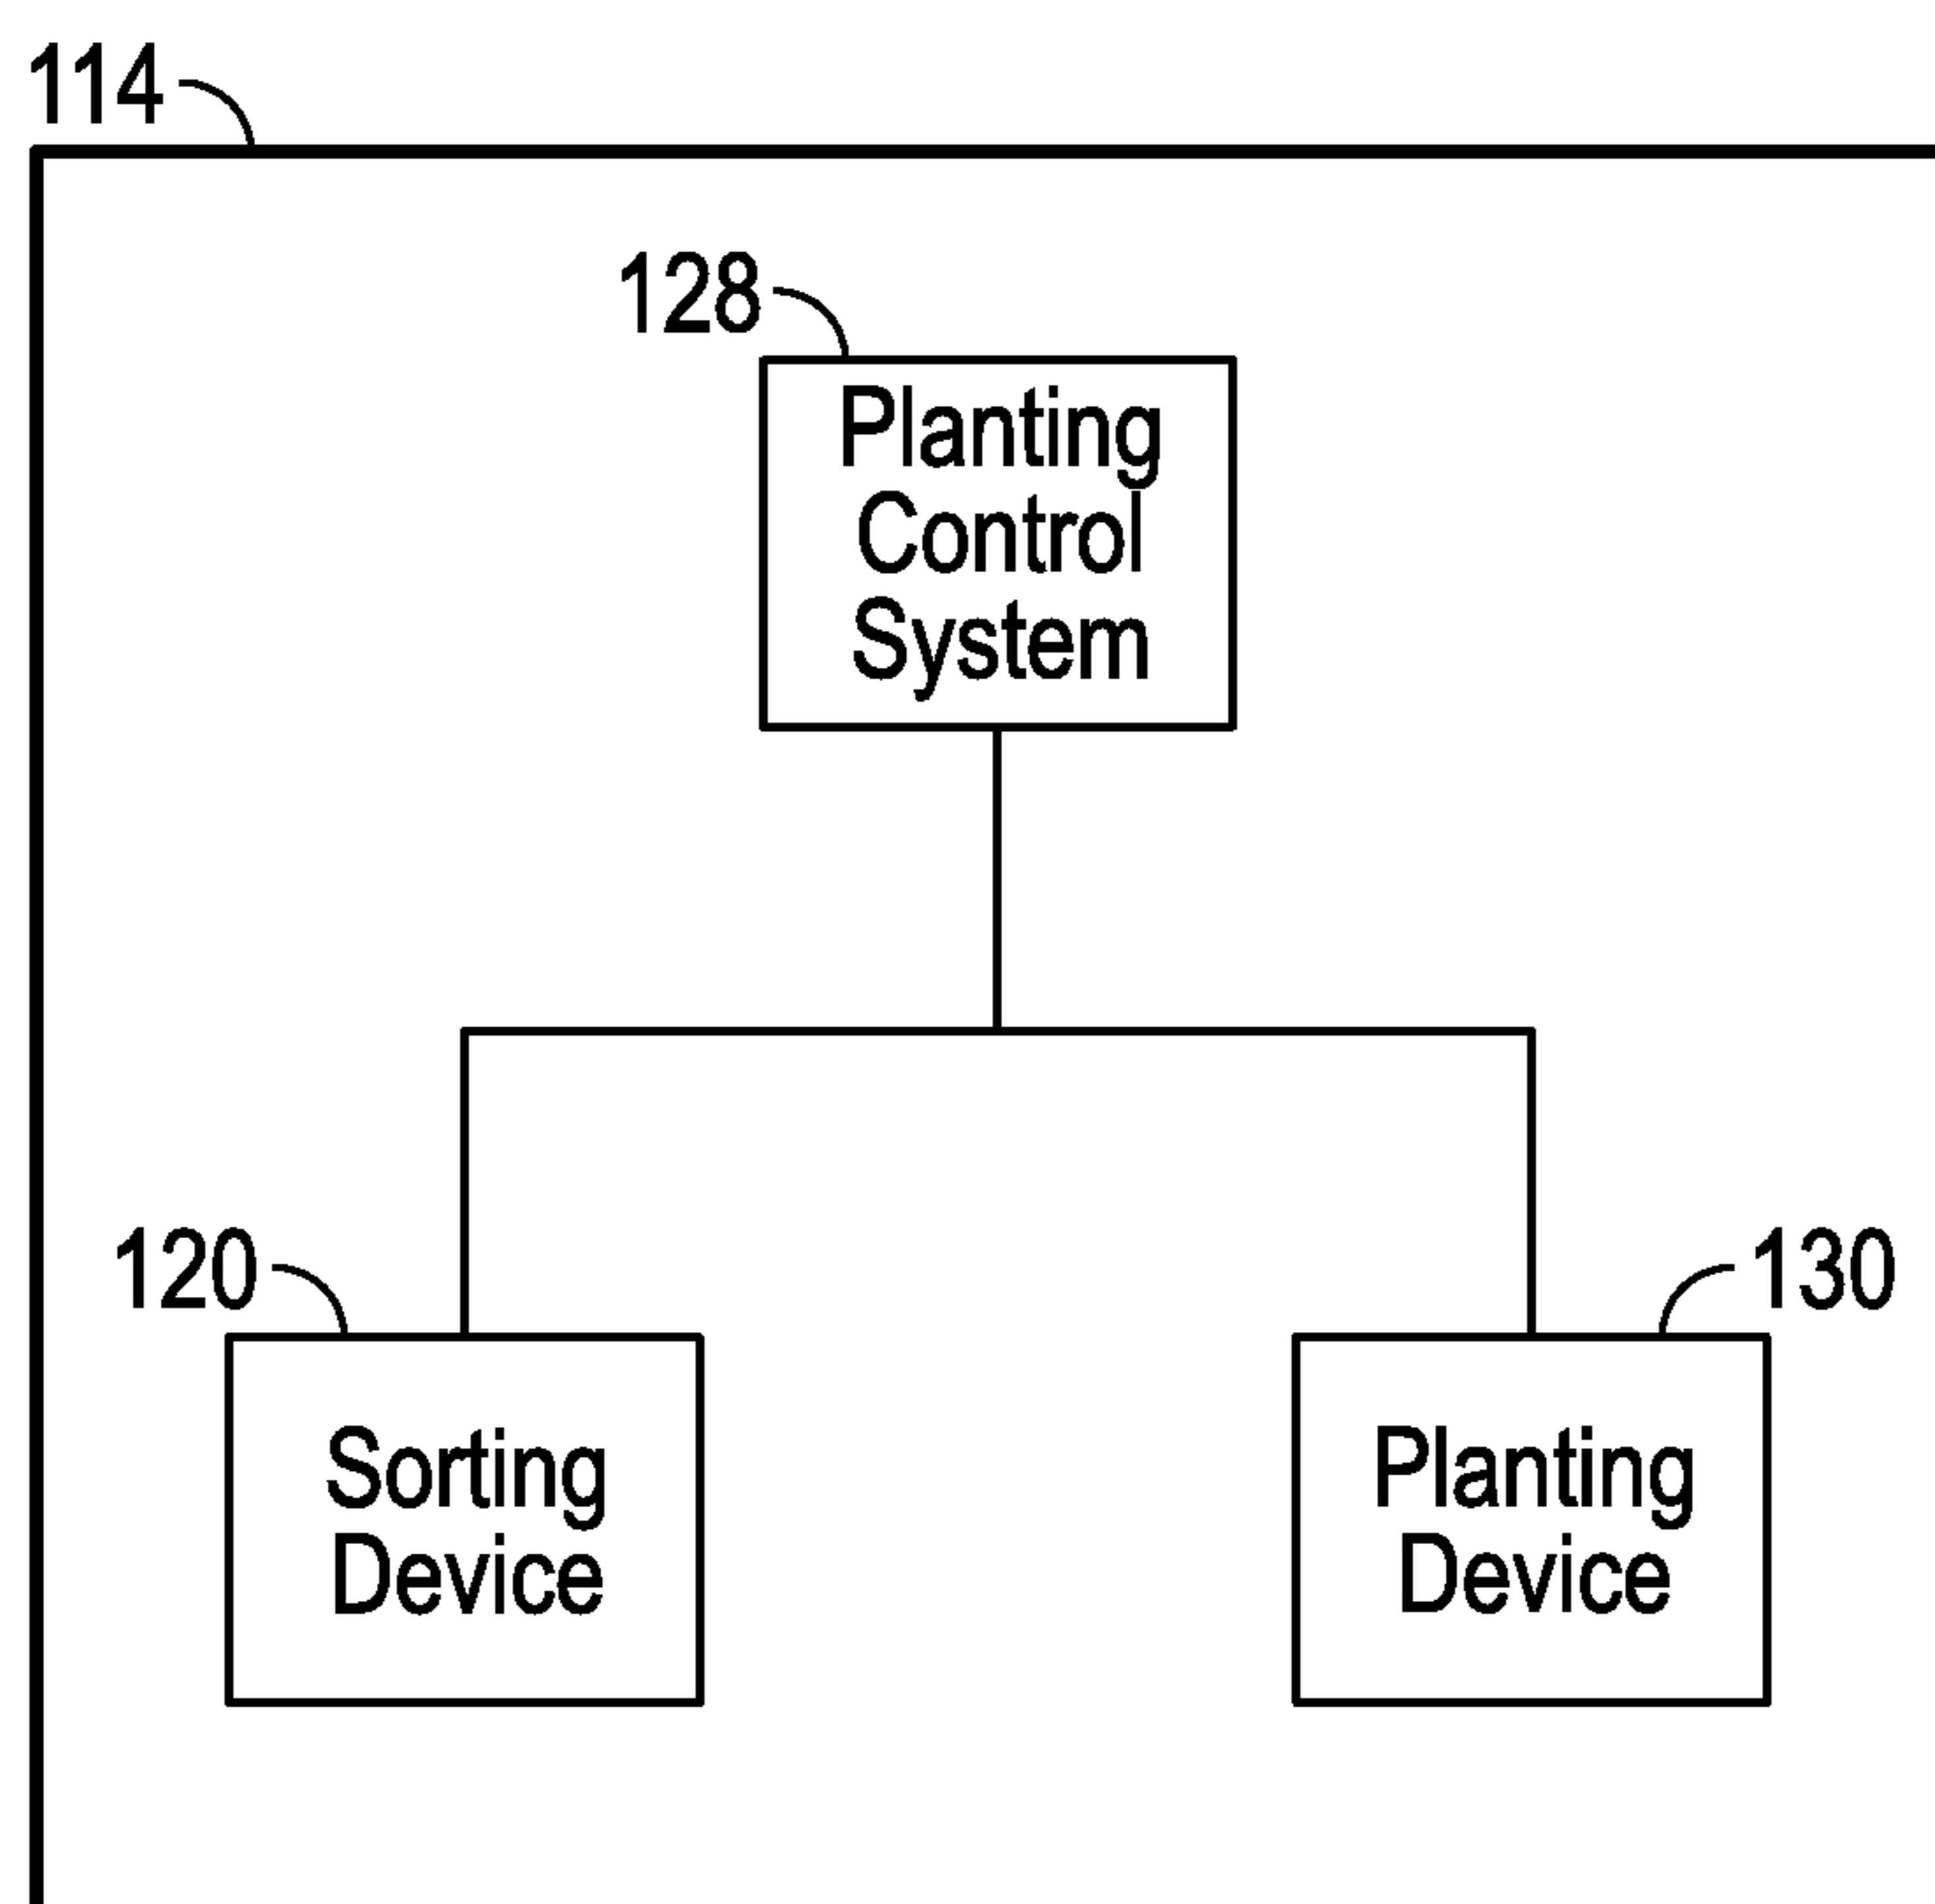 114
128
Planting
Control
System
120
130
Sorting
Device
Planting
Device